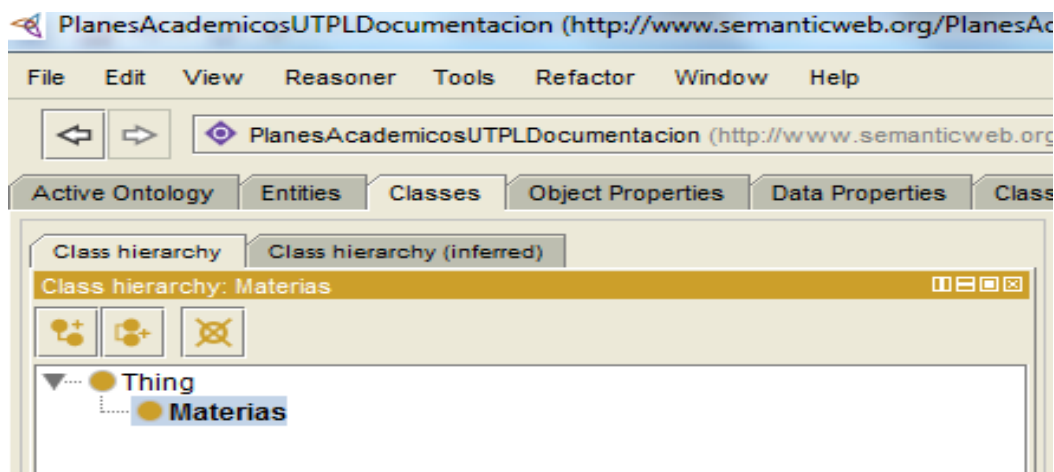 PlanesAcademicosUTPLDocumentacion (http://www.semanticweb.org/PlanesAc
File Edit View Reasoner Tools Refactor Window Help
PlanesAcademicosUTPLDocumentacion (http://www.semanticweb.org
Active Ontology Entities Classes Object Properties Data Properties Class
Class hierarchy Class hierarchy (inferred)
Class hierarchy: Materias
Thing
Materias